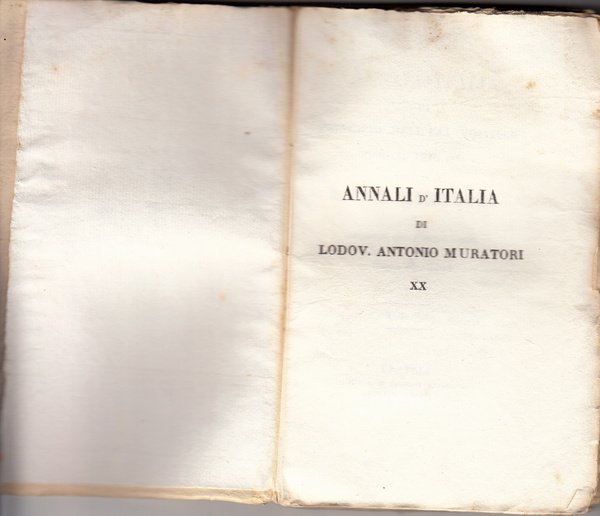 ANNALI D' ITALIA
DI
LODOV. ANTONIO MURATORI
XX